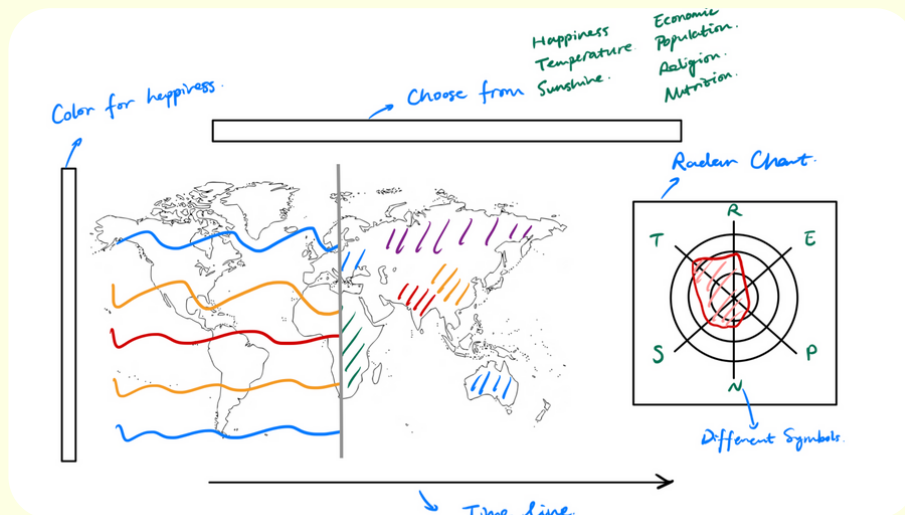 Happiness
Temperature
Sunshine.
Economic
Population.
Religion.
Nutrition.
Choose from
Color for happiness.
Radar Chart.
R
T
E
S
P
N
Different Symbols.
Time line.